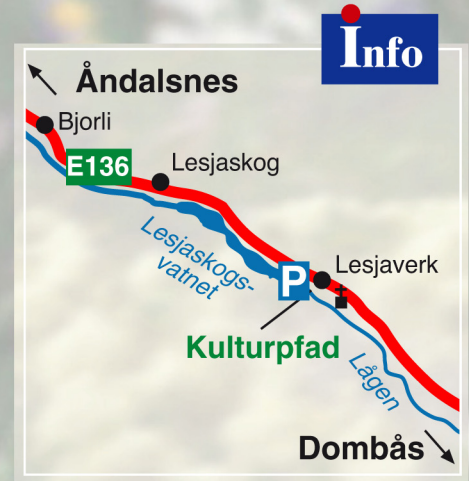 Info
Åndalsnes
Bjorli
E136
Lesjaskog
Lesjaskogs-
vatnet
P
Lesjaverk
Kulturpfad
Lågen
Dombås